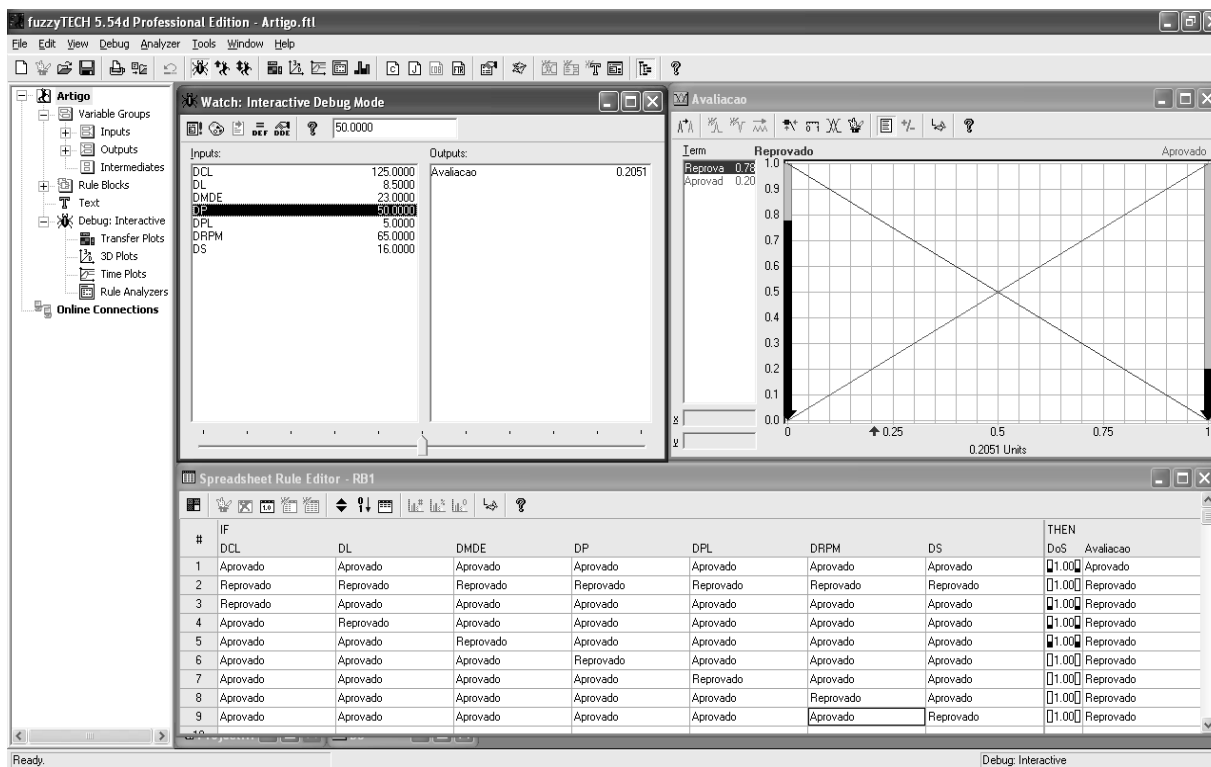 fuzzyTECH 5.54d Professional Edition - Artigo.ftl
File Edit View Debug Analyzer Tools Window Help
Artigo
Variable Groups
Inputs
Outputs
Intermediates
Rule Blocks
Text
Debug: Interactive
Transfer Plots
3D Plots
Time Plots
Rule Analyzers
Online Connections
Watch: Interactive Debug Mode
50.0000
Inputs:
DCL 125.0000
DL 8.5000
DMDE 23.0000
DP 50.0000
DPL 5.0000
DRPM 65.0000
DS 16.0000
Outputs:
Avaliacao 0.2051
Avaliacao
Term
Reprova 0.78
Aprovad 0.20
Reprovado Aprovado
1.0
0.9
0.8
0.7
0.6
0.5
0.4
0.3
0.2
0.1
0.0
x
y
0 0.25 0.5 0.75 1
0.2051 Units
Spreadsheet Rule Editor - RB1
# IF THEN
DCL DL DMDE DP DPL DRPM DS DoS Avaliacao
1 Aprovado Aprovado Aprovado Aprovado Aprovado Aprovado Aprovado 1.00 Aprovado
2 Reprovado Reprovado Reprovado Reprovado Reprovado Reprovado Reprovado 1.00 Reprovado
3 Reprovado Aprovado Aprovado Aprovado Aprovado Aprovado Aprovado 1.00 Reprovado
4 Aprovado Reprovado Aprovado Aprovado Aprovado Aprovado Aprovado 1.00 Reprovado
5 Aprovado Aprovado Reprovado Aprovado Aprovado Aprovado Aprovado 1.00 Reprovado
6 Aprovado Aprovado Aprovado Reprovado Aprovado Aprovado Aprovado 1.00 Reprovado
7 Aprovado Aprovado Aprovado Aprovado Reprovado Aprovado Aprovado 1.00 Reprovado
8 Aprovado Aprovado Aprovado Aprovado Aprovado Reprovado Aprovado 1.00 Reprovado
9 Aprovado Aprovado Aprovado Aprovado Aprovado Aprovado Reprovado 1.00 Reprovado
Ready. Debug: Interactive